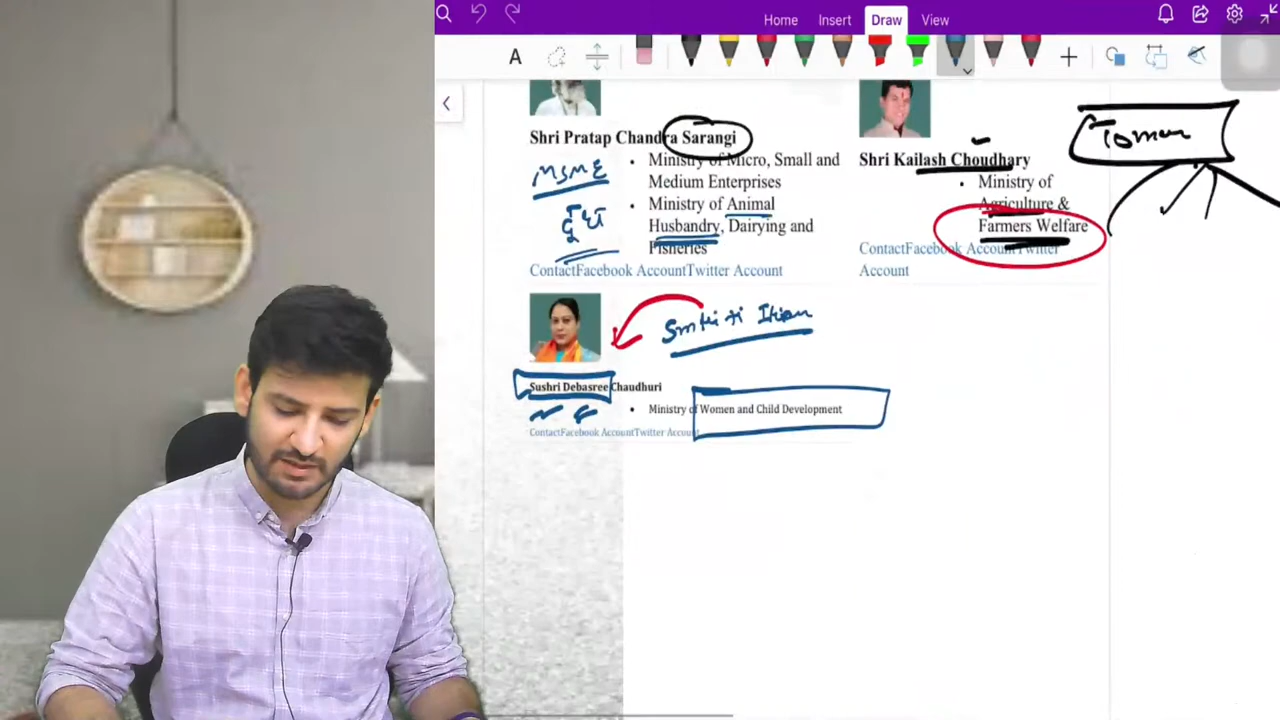 Home Insert Draw View
A
Shri Pratap Chandra Sarangi
MSME
• Ministry of Micro, Small and
Medium Enterprises
• Ministry of Animal
Husbandry, Dairying and
Fisheries
ContactFacebook AccountTwitter Account
Shri Kailash Choudhary
• Ministry of
Agriculture &
Farmers Welfare
ContactFacebook AccountTwitter
Account
Tomar
Smriti Irani
Sushri Debasree Chaudhuri
• Ministry of Women and Child Development
ContactFacebook AccountTwitter Account